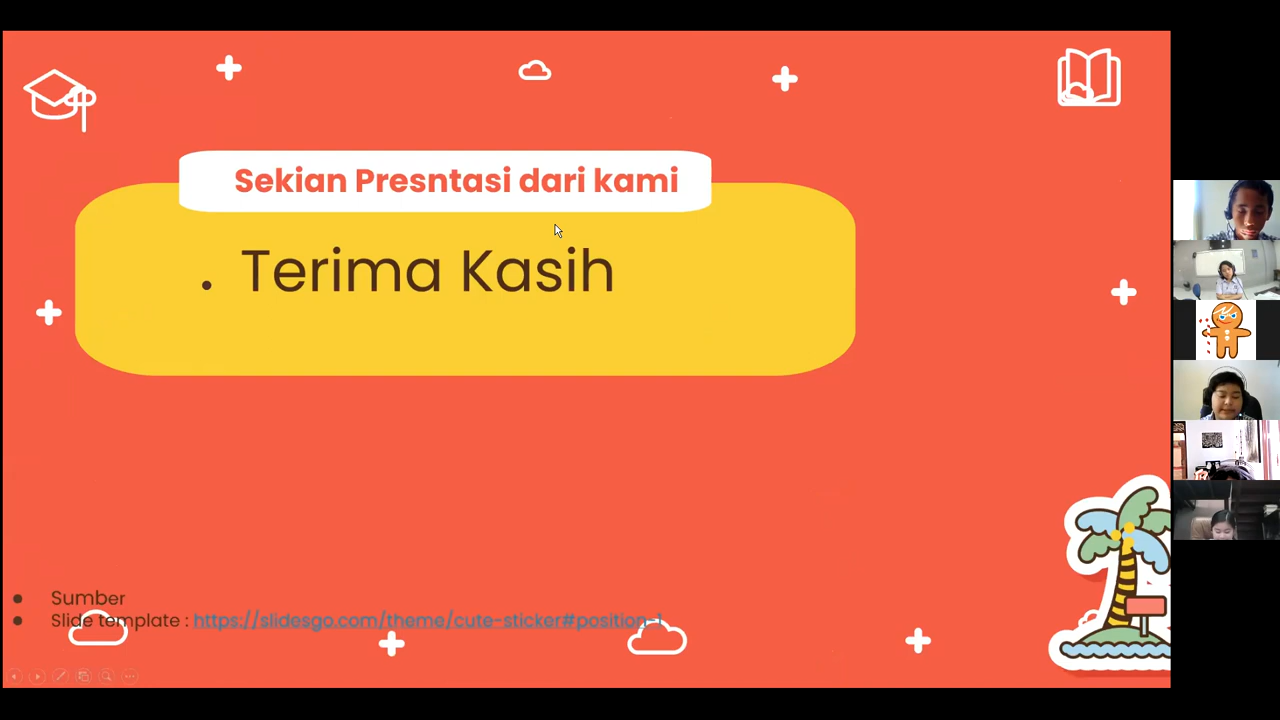 Sekian Presntasi dari kami
. Terima Kasih
● Sumber
● Slide template : https://slidesgo.com/theme/cute-sticker#position-1